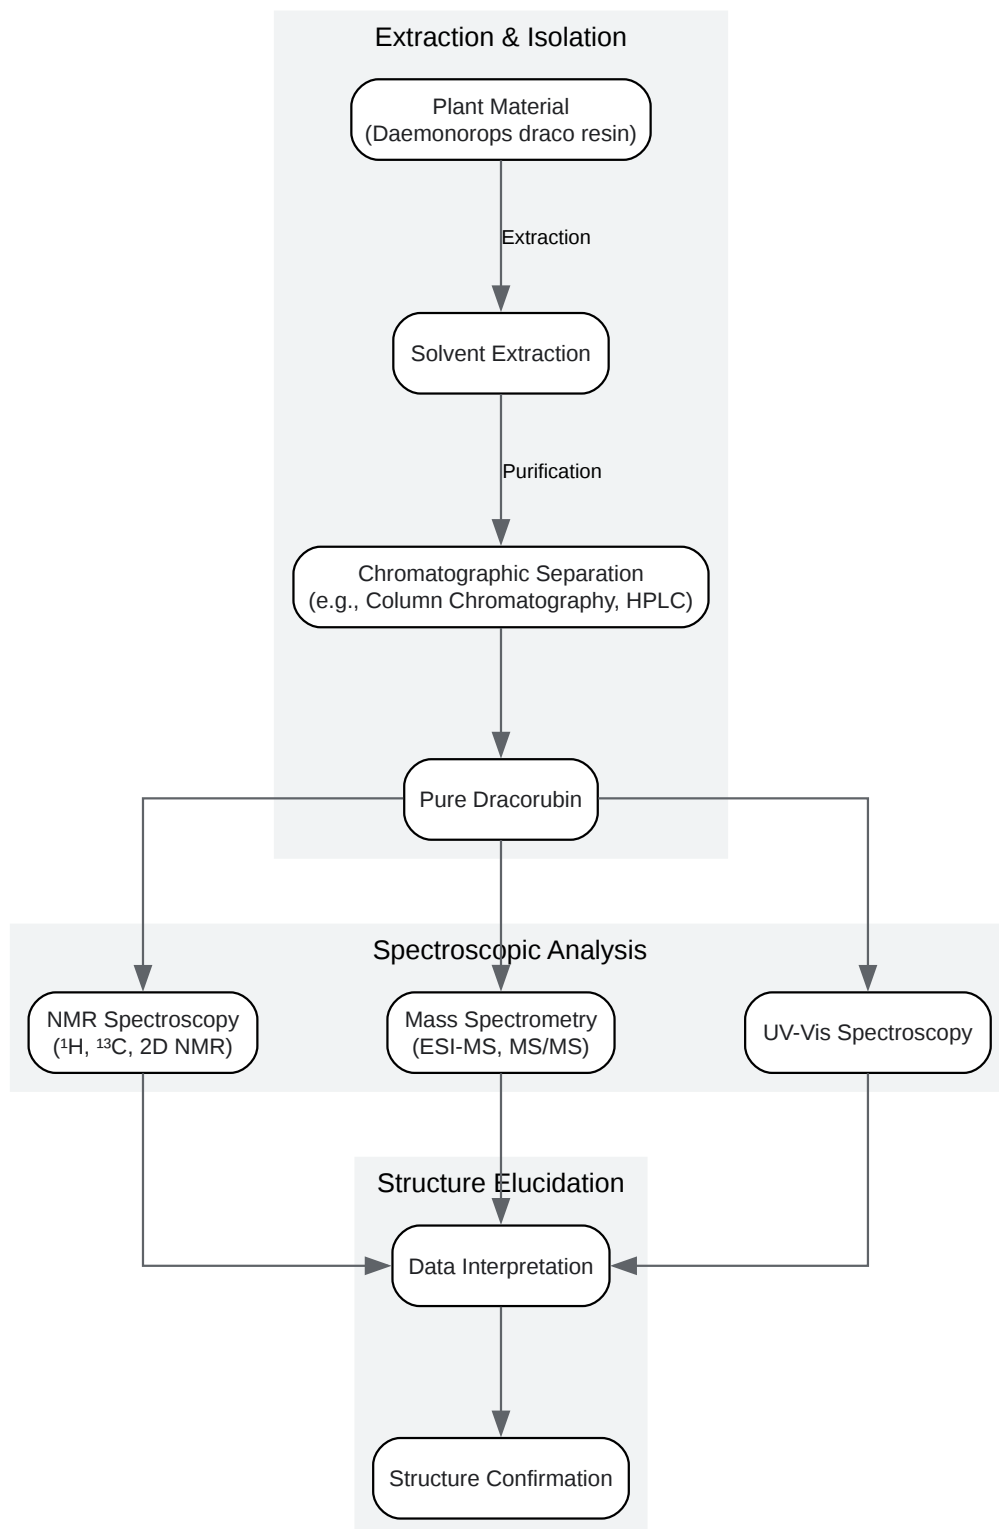 Extraction & Isolation
Plant Material
(Daemonorops draco resin)
Extraction
Solvent Extraction
Purification
Chromatographic Separation
(e.g., Column Chromatography, HPLC)
Pure Dracorubin
Spectroscopic Analysis
NMR Spectroscopy
(¹H, ¹³C, 2D NMR)
Mass Spectrometry
(ESI-MS, MS/MS)
UV-Vis Spectroscopy
Structure Elucidation
Data Interpretation
Structure Confirmation